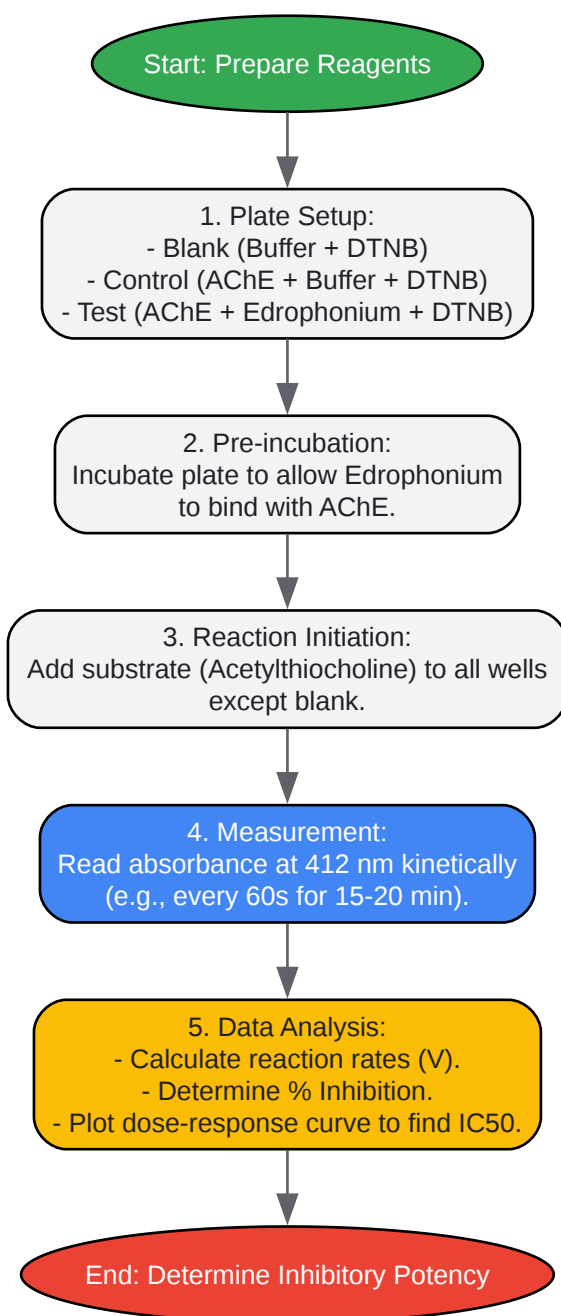 Start: Prepare Reagents
1. Plate Setup:
- Blank (Buffer + DTNB)
- Control (AChE + Buffer + DTNB)
- Test (AChE + Edrophonium + DTNB)
2. Pre-incubation:
Incubate plate to allow Edrophonium
to bind with AChE.
3. Reaction Initiation:
Add substrate (Acetylthiocholine) to all wells
except blank.
4. Measurement:
Read absorbance at 412 nm kinetically
(e.g., every 60s for 15-20 min).
5. Data Analysis:
- Calculate reaction rates (V).
- Determine % Inhibition.
- Plot dose-response curve to find IC50.
End: Determine Inhibitory Potency